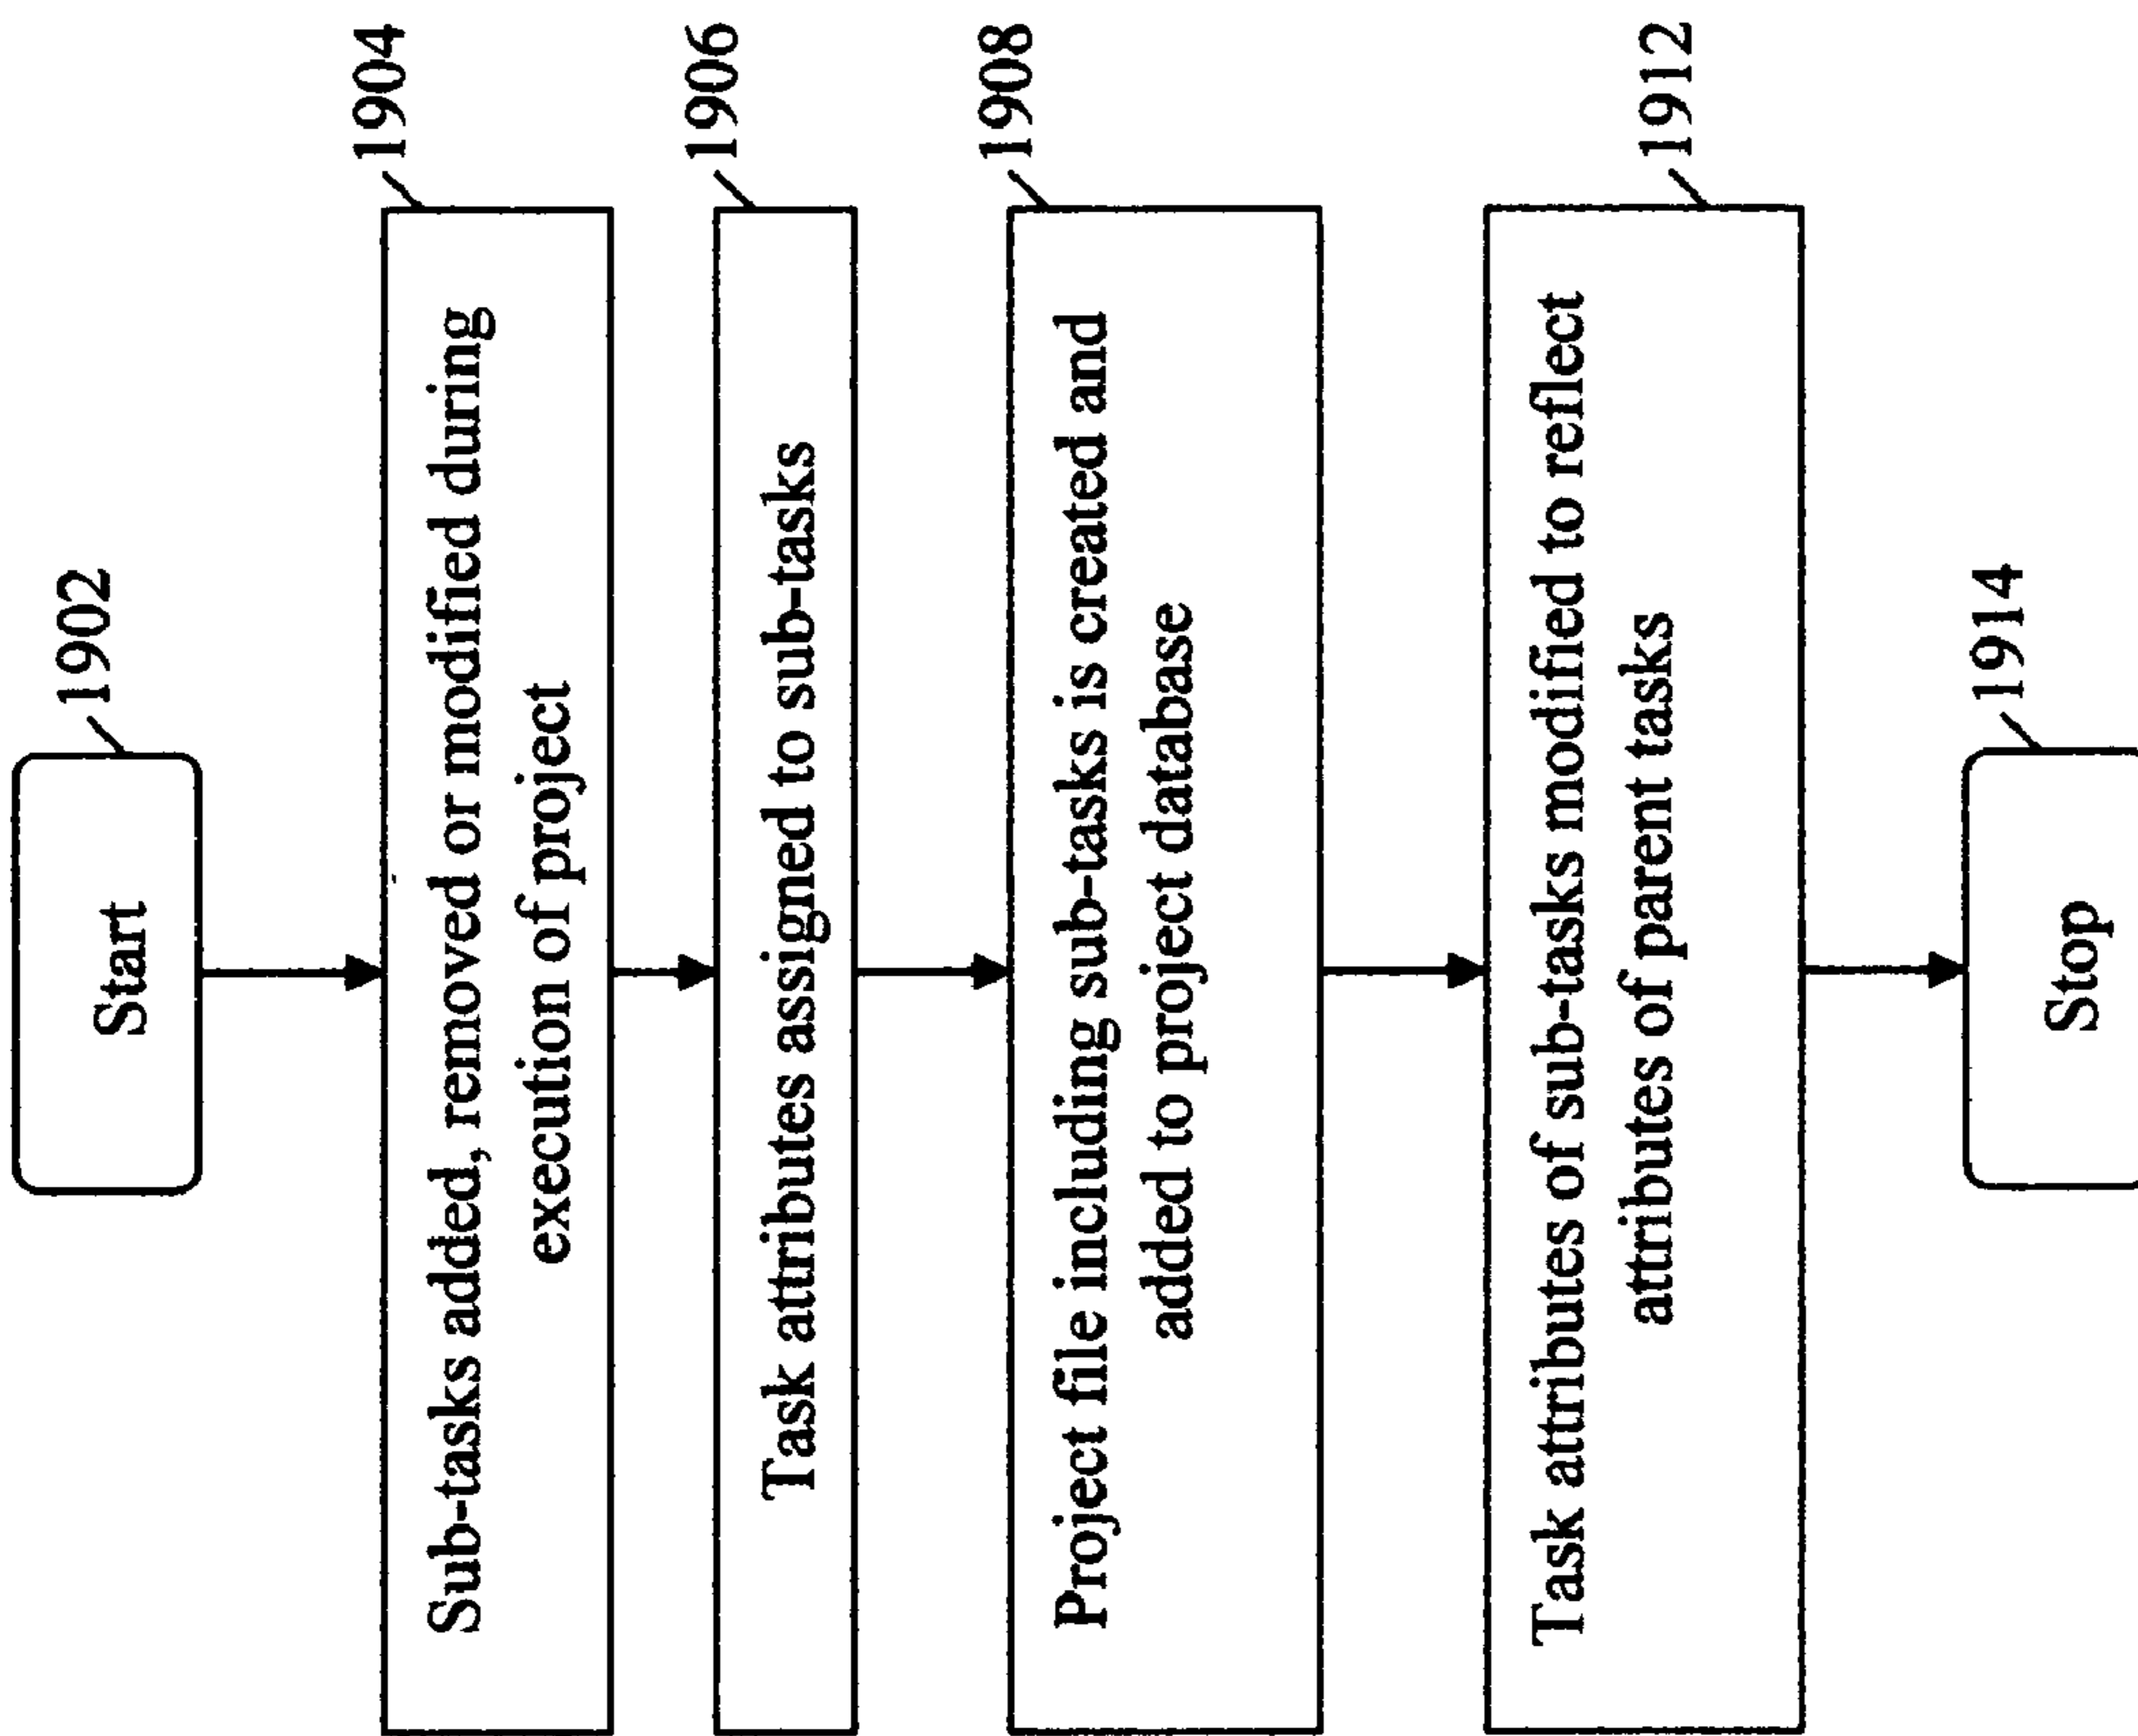 1902
Start
1904
Sub-tasks added, removed or modified during
execution of project
1906
Task attributes assigned to sub-tasks
1908
Project file including sub-tasks is created and
added to project database
1912
Task attributes of sub-tasks modified to reflect
attributes of parent tasks
1914
Stop